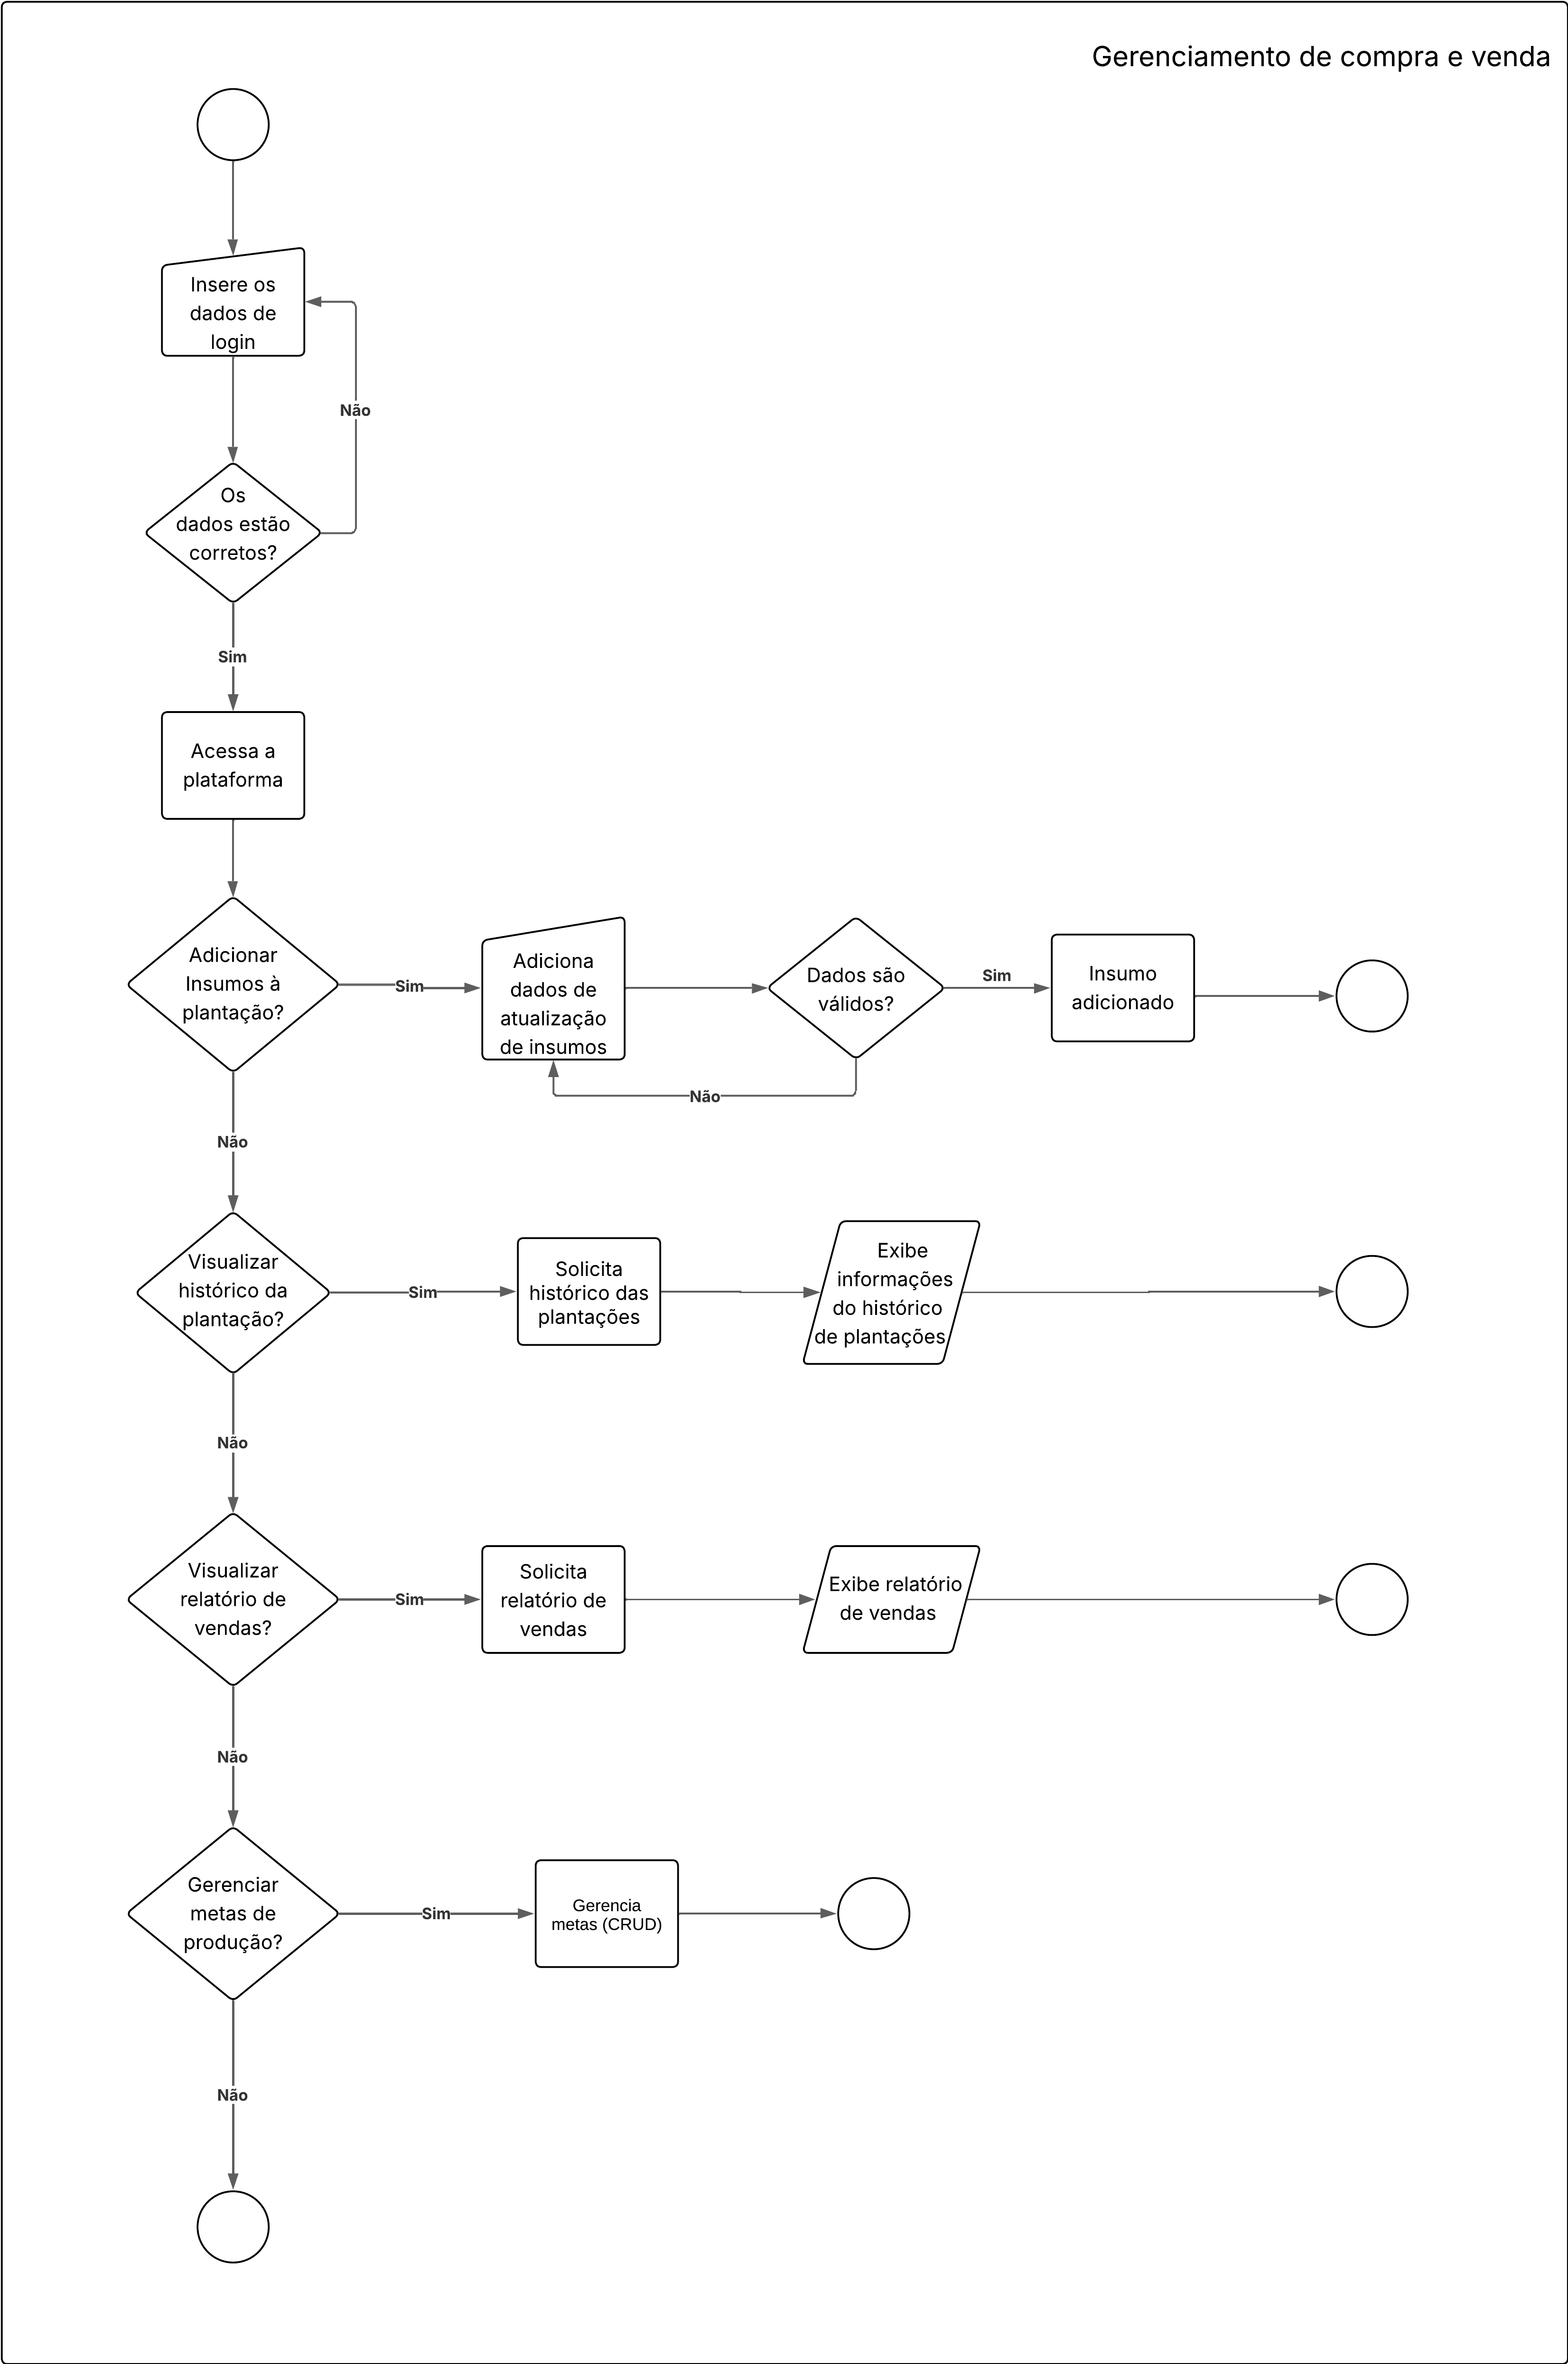 Gerenciamento de compra e venda
Insere os
dados de
login
Não
Os
dados estão
corretos?
Sim
Acessa a
plataforma
Adicionar
Insumos à
plantação?
Sim
Adiciona
dados de
atualização
de insumos
Dados são
válidos?
Sim
Insumo
adicionado
Não
Não
Visualizar
histórico da
plantação?
Sim
Solicita
histórico das
plantações
Exibe
informações
do histórico
de plantações
Não
Visualizar
relatório de
vendas?
Sim
Solicita
relatório de
vendas
Exibe relatório
de vendas
Não
Gerenciar
metas de
produção?
Sim
Gerencia
metas (CRUD)
Não